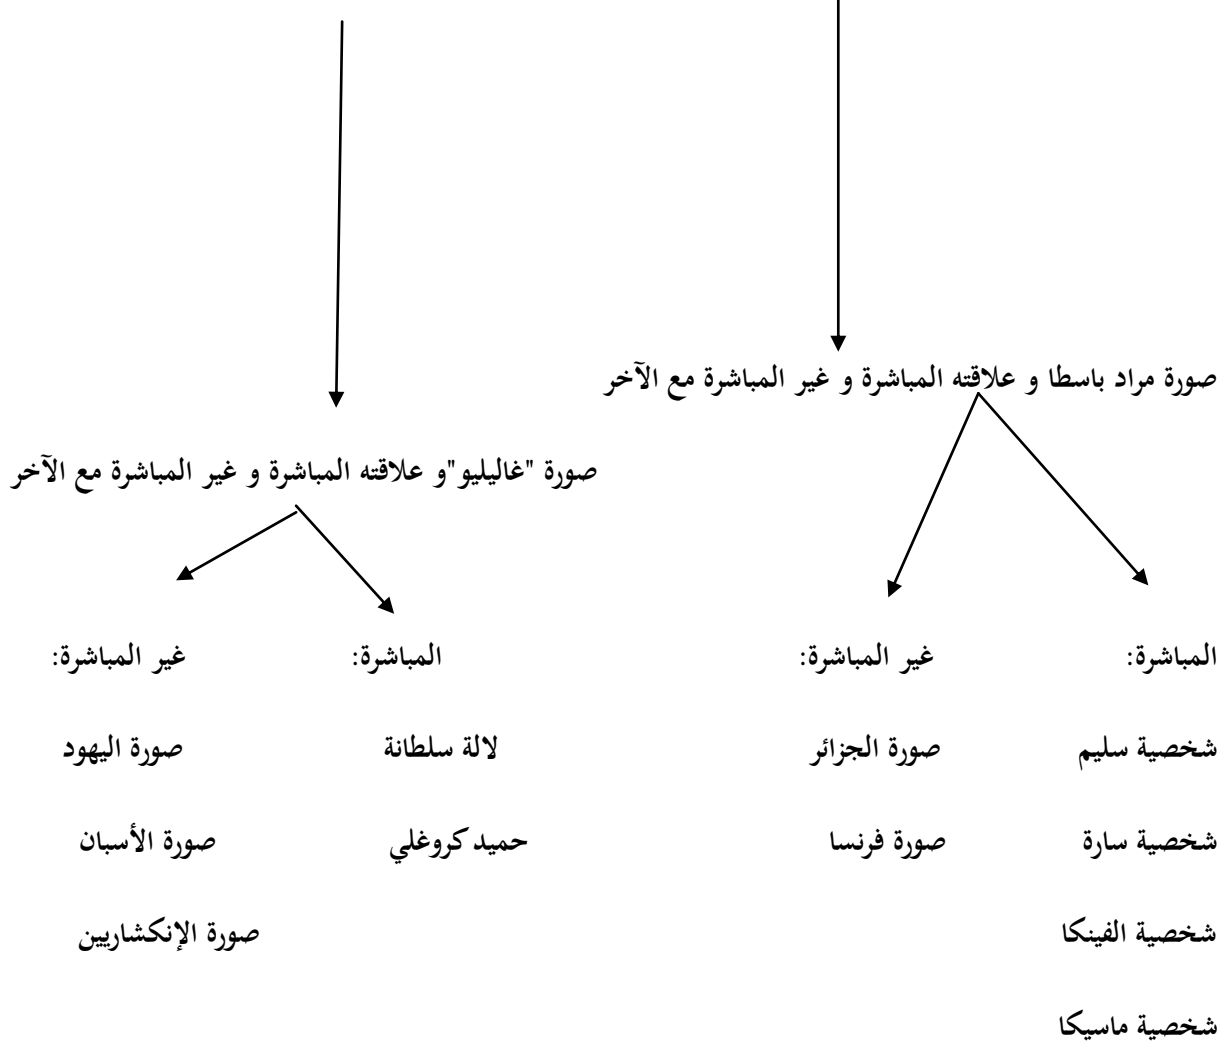 صورة مراد باسطا و علاقته المباشرة و غير المباشرة مع الآخر
صورة "غاليليو"و علاقته المباشرة و غير المباشرة مع الآخر
المباشرة: غير المباشرة: المباشرة: غير المباشرة:
شخصية سليم صورة الجزائر لالة سلطانة صورة اليهود
شخصية سارة صورة فرنسا حميد كروغلي صورة الأسبان
شخصية الفينكا صورة الإنكشاريين
شخصية ماسيكا